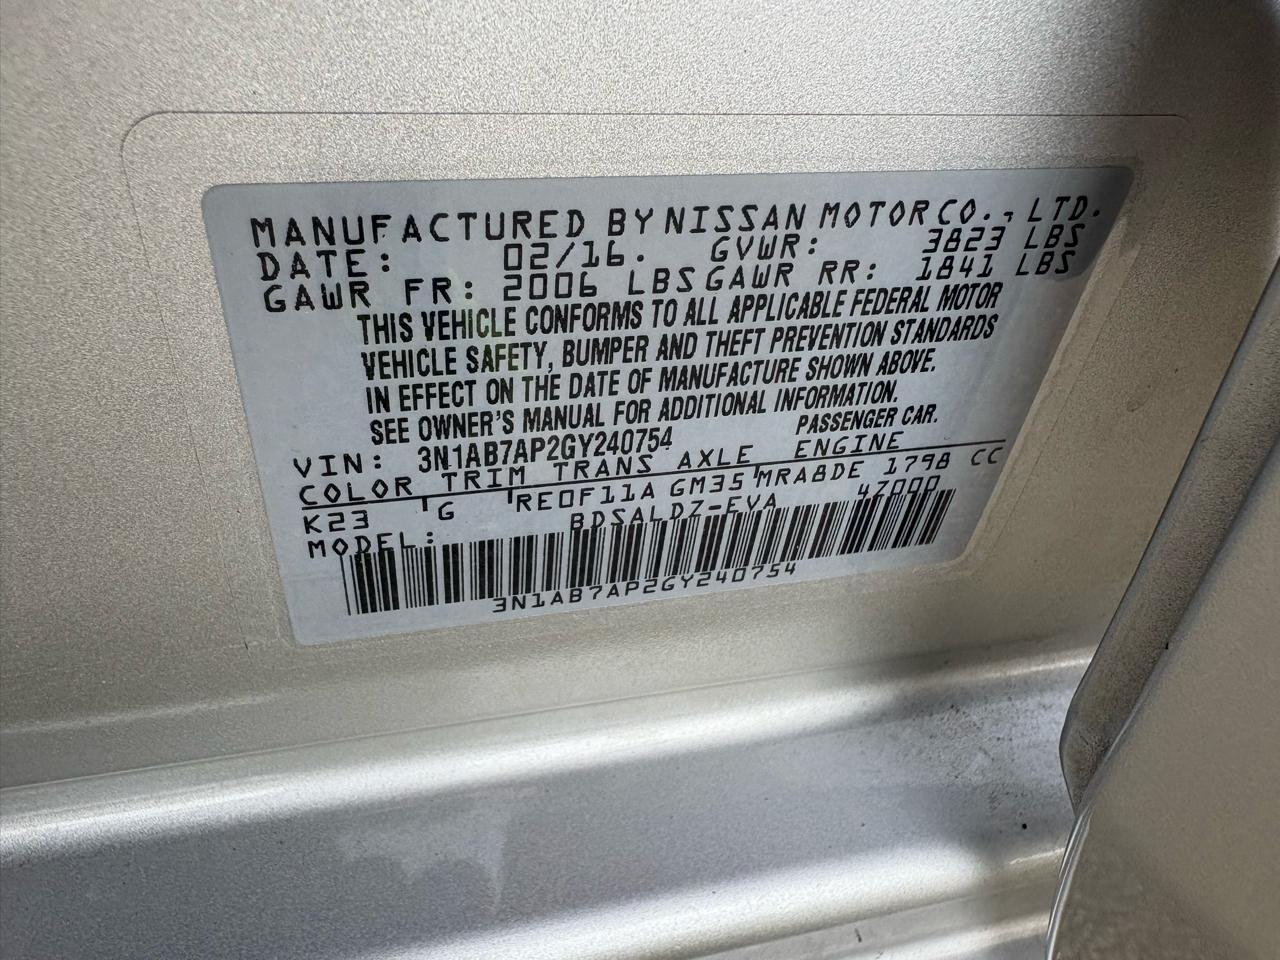 MANUFACTURED BY NISSAN MOTOR CO., LTD.
DATE: 02/16. GVWR: 3823 LBS
GAWR FR: 2006 LBS GAWR RR: 1841 LBS
THIS VEHICLE CONFORMS TO ALL APPLICABLE FEDERAL MOTOR
VEHICLE SAFETY, BUMPER AND THEFT PREVENTION STANDARDS
IN EFFECT ON THE DATE OF MANUFACTURE SHOWN ABOVE.
SEE OWNER'S MANUAL FOR ADDITIONAL INFORMATION.
VIN: 3N1AB7AP2GY240754 PASSENGER CAR.
COLOR TRIM TRANS AXLE ENGINE
K23 G RE0F11A GM35 MRA8DE 1798 CC
MODEL: BDSALDZ-EVA 47000
3N1AB7AP2GY240754